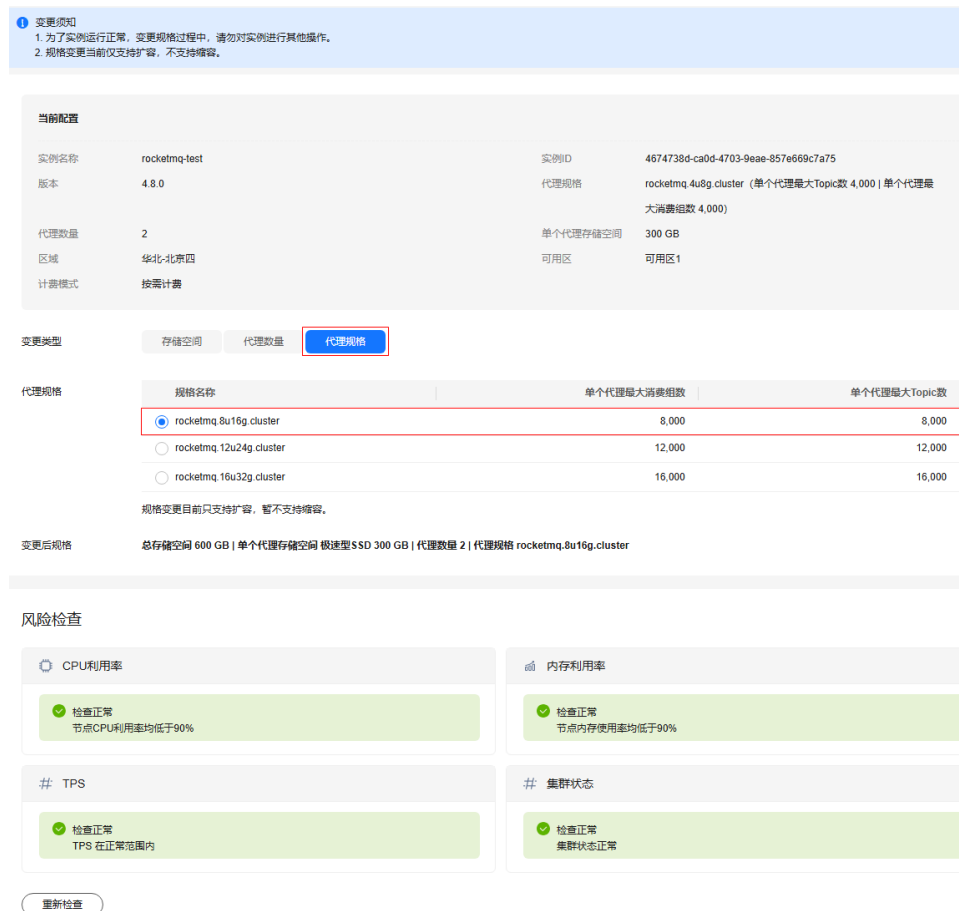 变更须知
1. 为了实例运行正常，变更规格过程中，请勿对实例进行其他操作。
2. 规格变更当前仅支持扩容，不支持缩容。
当前配置
实例名称 rocketmq-test 实例ID 4674738d-ca0d-4703-9eae-857e669c7a75
版本 4.8.0 代理规格 rocketmq.4u8g.cluster（单个代理最大Topic数 4,000 | 单个代理最
大消费组数 4,000）
代理数量 2 单个代理存储空间 300 GB
区域 华北-北京四 可用区 可用区1
计费模式 按需计费
变更类型 存储空间 代理数量 代理规格
代理规格 规格名称 单个代理最大消费组数 单个代理最大Topic数
rocketmq.8u16g.cluster 8,000 8,000
rocketmq.12u24g.cluster 12,000 12,000
rocketmq.16u32g.cluster 16,000 16,000
规格变更目前只支持扩容，暂不支持缩容。
变更后规格 总存储空间 600 GB | 单个代理存储空间 极速型SSD 300 GB | 代理数量 2 | 代理规格 rocketmq.8u16g.cluster
风险检查
CPU利用率 内存利用率
检查正常 检查正常
节点CPU利用率均低于90% 节点内存使用率均低于90%
TPS 集群状态
检查正常 检查正常
TPS 在正常范围内 集群状态正常
重新检查